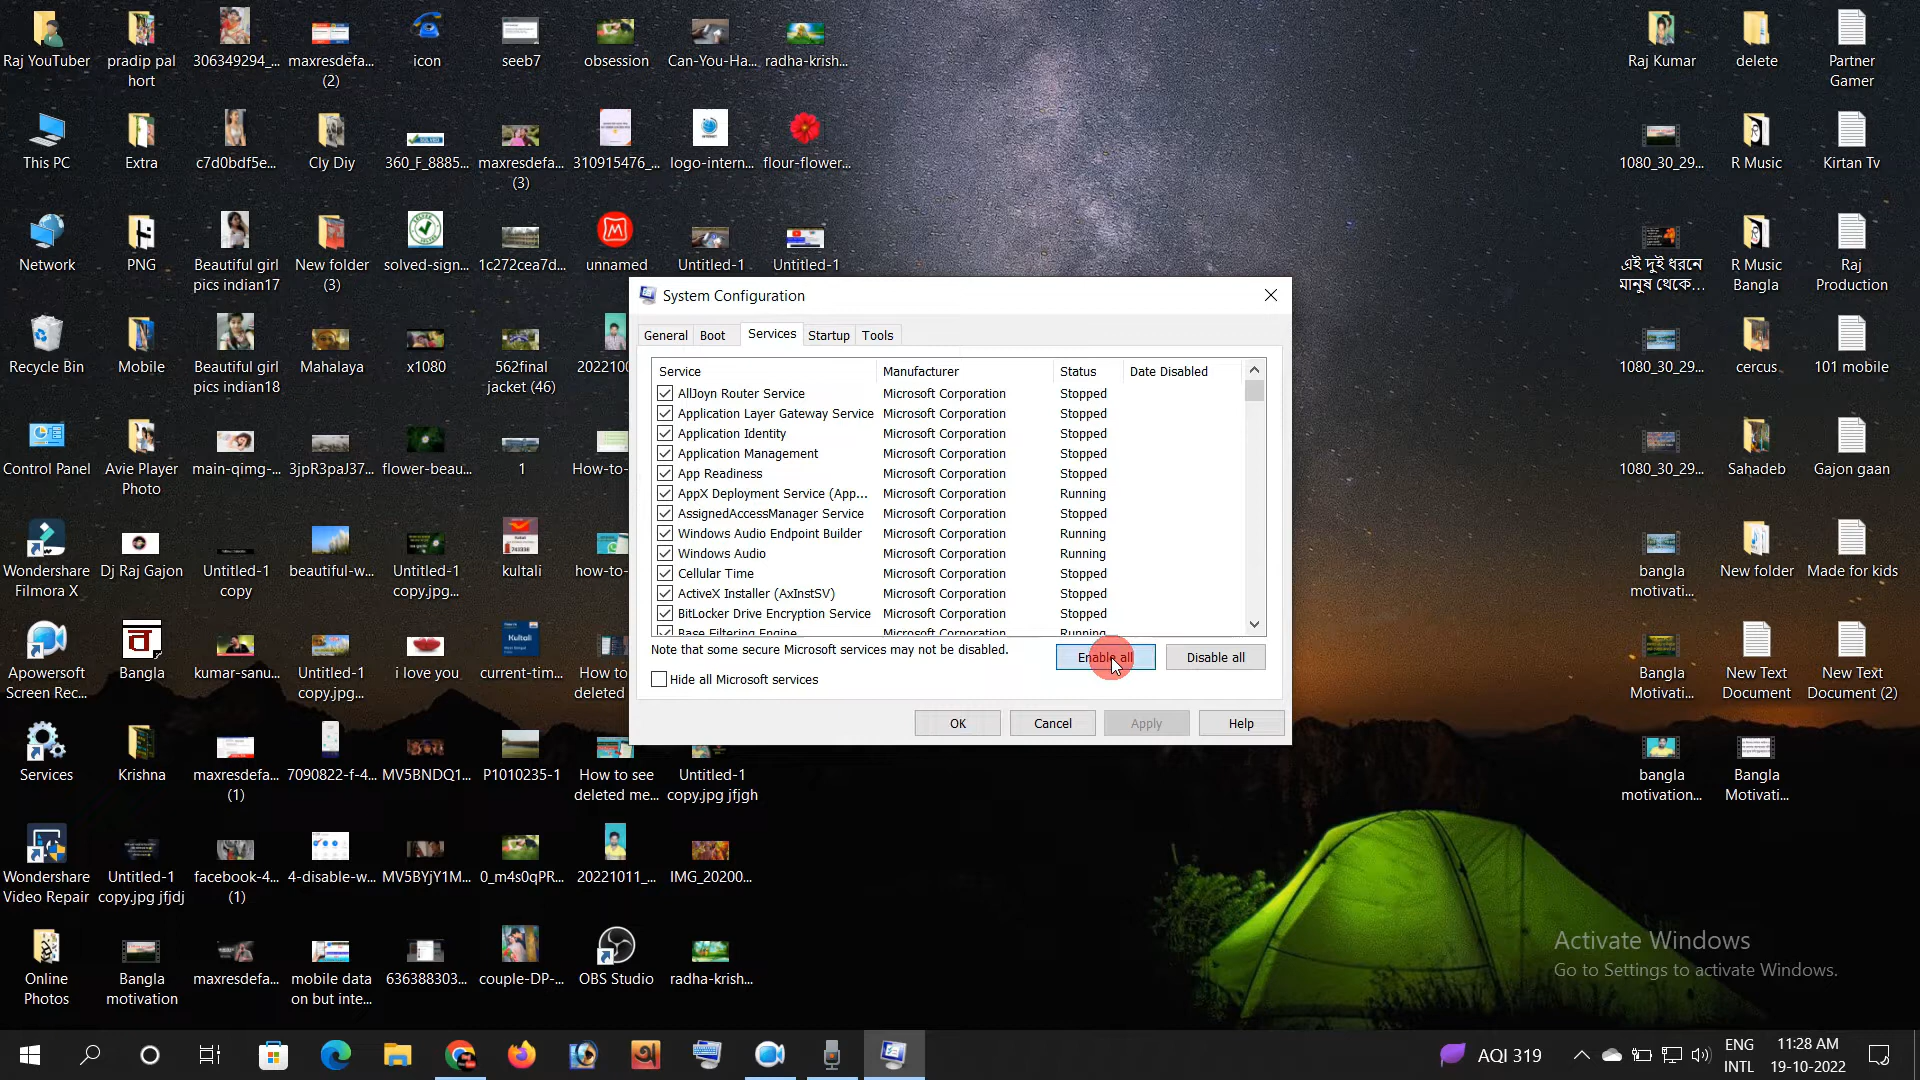 Raj YouTuber
pradip pal
hort
306349294_...
maxresdefa...
(2)
icon
seeb7
obsession
Can-You-Ha...
radha-krish...
Raj Kumar
delete
Partner
Gamer
This PC
Extra
c7d0bdf5e...
Cly Diy
360_F_8885...
maxresdefa...
(3)
310915476_...
logo-intern...
flour-flower...
1080_30_29...
R Music
Kirtan Tv
Network
PNG
Beautiful girl
pics indian17
New folder
(3)
solved-sign...
1c272cea7d...
unnamed
Untitled-1
Untitled-1
এই দুই ধরনে
মানুষ থেকে...
R Music
Bangla
Raj
Production
Recycle Bin
Mobile
Beautiful girl
pics indian18
Mahalaya
x1080
562final
jacket (46)
1080_30_29...
cercus
101 mobile
Control Panel
Avie Player
Photo
main-qimg-...
3jpR3paJ37...
flower-beau...
1
How-to-
1080_30_29...
Sahadeb
Gajon gaan
Wondershare
Filmora X
Dj Raj Gajon
Untitled-1
copy
beautiful-w...
Untitled-1
copy.jpg...
kultali
how-to-
bangla
motivati...
New folder
Made for kids
Apowersoft
Screen Rec...
Bangla
kumar-sanu...
Untitled-1
copy.jpg...
i love you
current-tim...
How to
deleted
Bangla
Motivati...
New Text
Document
New Text
Document (2)
Services
Krishna
maxresdefa...
(1)
7090822-f-4...
MV5BNDQ1...
P1010235-1
How to see
deleted me...
Untitled-1
copy.jpg jfjgh
bangla
motivation...
Bangla
Motivati...
Wondershare
Video Repair
Untitled-1
copy.jpg jfjdj
facebook-4...
(1)
4-disable-w...
MV5BYjY1M...
0_m4s0qPR...
20221011_...
IMG_20200...
Online
Photos
Bangla
motivation
maxresdefa...
mobile data
on but inte...
636388303...
couple-DP-...
OBS Studio
radha-krish...
System Configuration
General Boot Services Startup Tools
Service Manufacturer Status Date Disabled
AllJoyn Router Service Microsoft Corporation Stopped
Application Layer Gateway Service Microsoft Corporation Stopped
Application Identity Microsoft Corporation Stopped
Application Management Microsoft Corporation Stopped
App Readiness Microsoft Corporation Stopped
AppX Deployment Service (App... Microsoft Corporation Running
AssignedAccessManager Service Microsoft Corporation Stopped
Windows Audio Endpoint Builder Microsoft Corporation Running
Windows Audio Microsoft Corporation Running
Cellular Time Microsoft Corporation Stopped
ActiveX Installer (AxInstSV) Microsoft Corporation Stopped
BitLocker Drive Encryption Service Microsoft Corporation Stopped
Base Filtering Engine Microsoft Corporation Running
Note that some secure Microsoft services may not be disabled.
Enable all Disable all
Hide all Microsoft services
OK Cancel Apply Help
Activate Windows
Go to Settings to activate Windows.
AQI 319
ENG
INTL
11:28 AM
19-10-2022